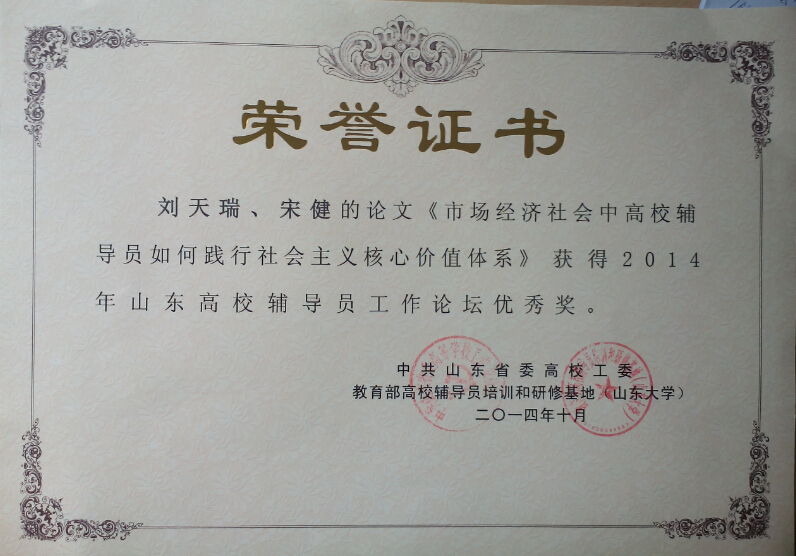 荣誉证书
刘天瑞、宋健的论文《市场经济社会中高校辅
导员如何践行社会主义核心价值体系》获得2014
年山东高校辅导员工作论坛优秀奖。
中共山东省委高校工委
教育部高校辅导员培训和研修基地（山东大学）
二〇一四年十月